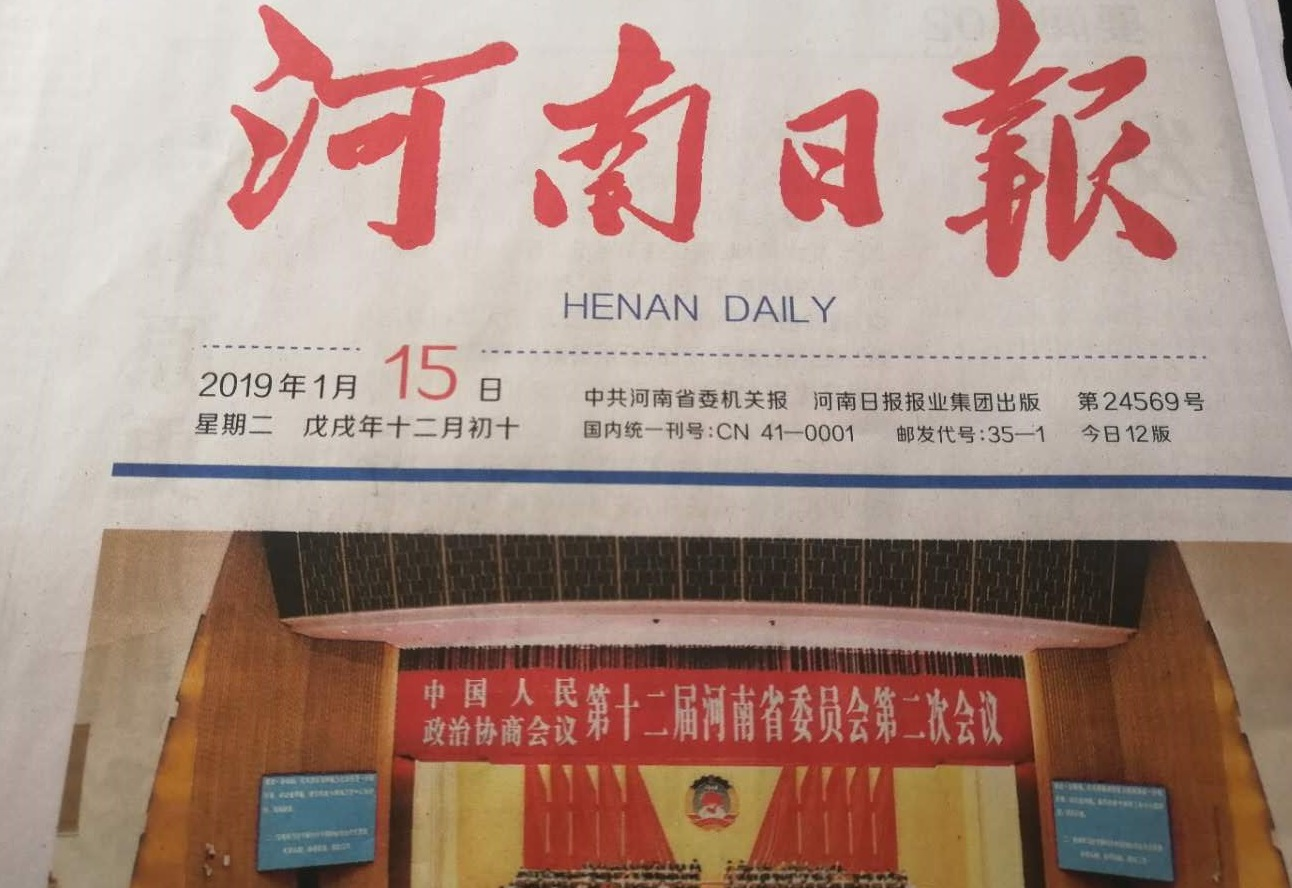 河南日報
HENAN DAILY
2019年1月15日
星期二 戊戌年十二月初十
中共河南省委机关报 河南日报报业集团出版 第24569号
国内统一刊号:CN 41—0001 邮发代号:35—1 今日12版
中国人民
政治协商会议
第十二届河南省委员会第二次会议